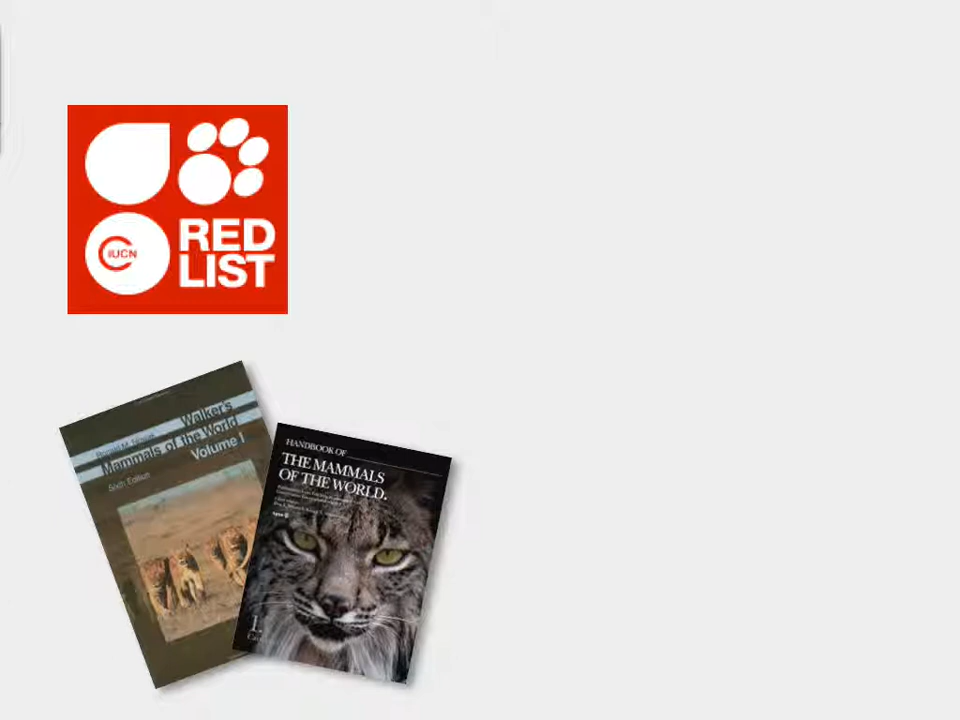 IUCN
RED
LIST
Walker's
Mammals of the World
Volume I
Sixth Edition
HANDBOOK OF
THE MAMMALS
OF THE WORLD.
1.